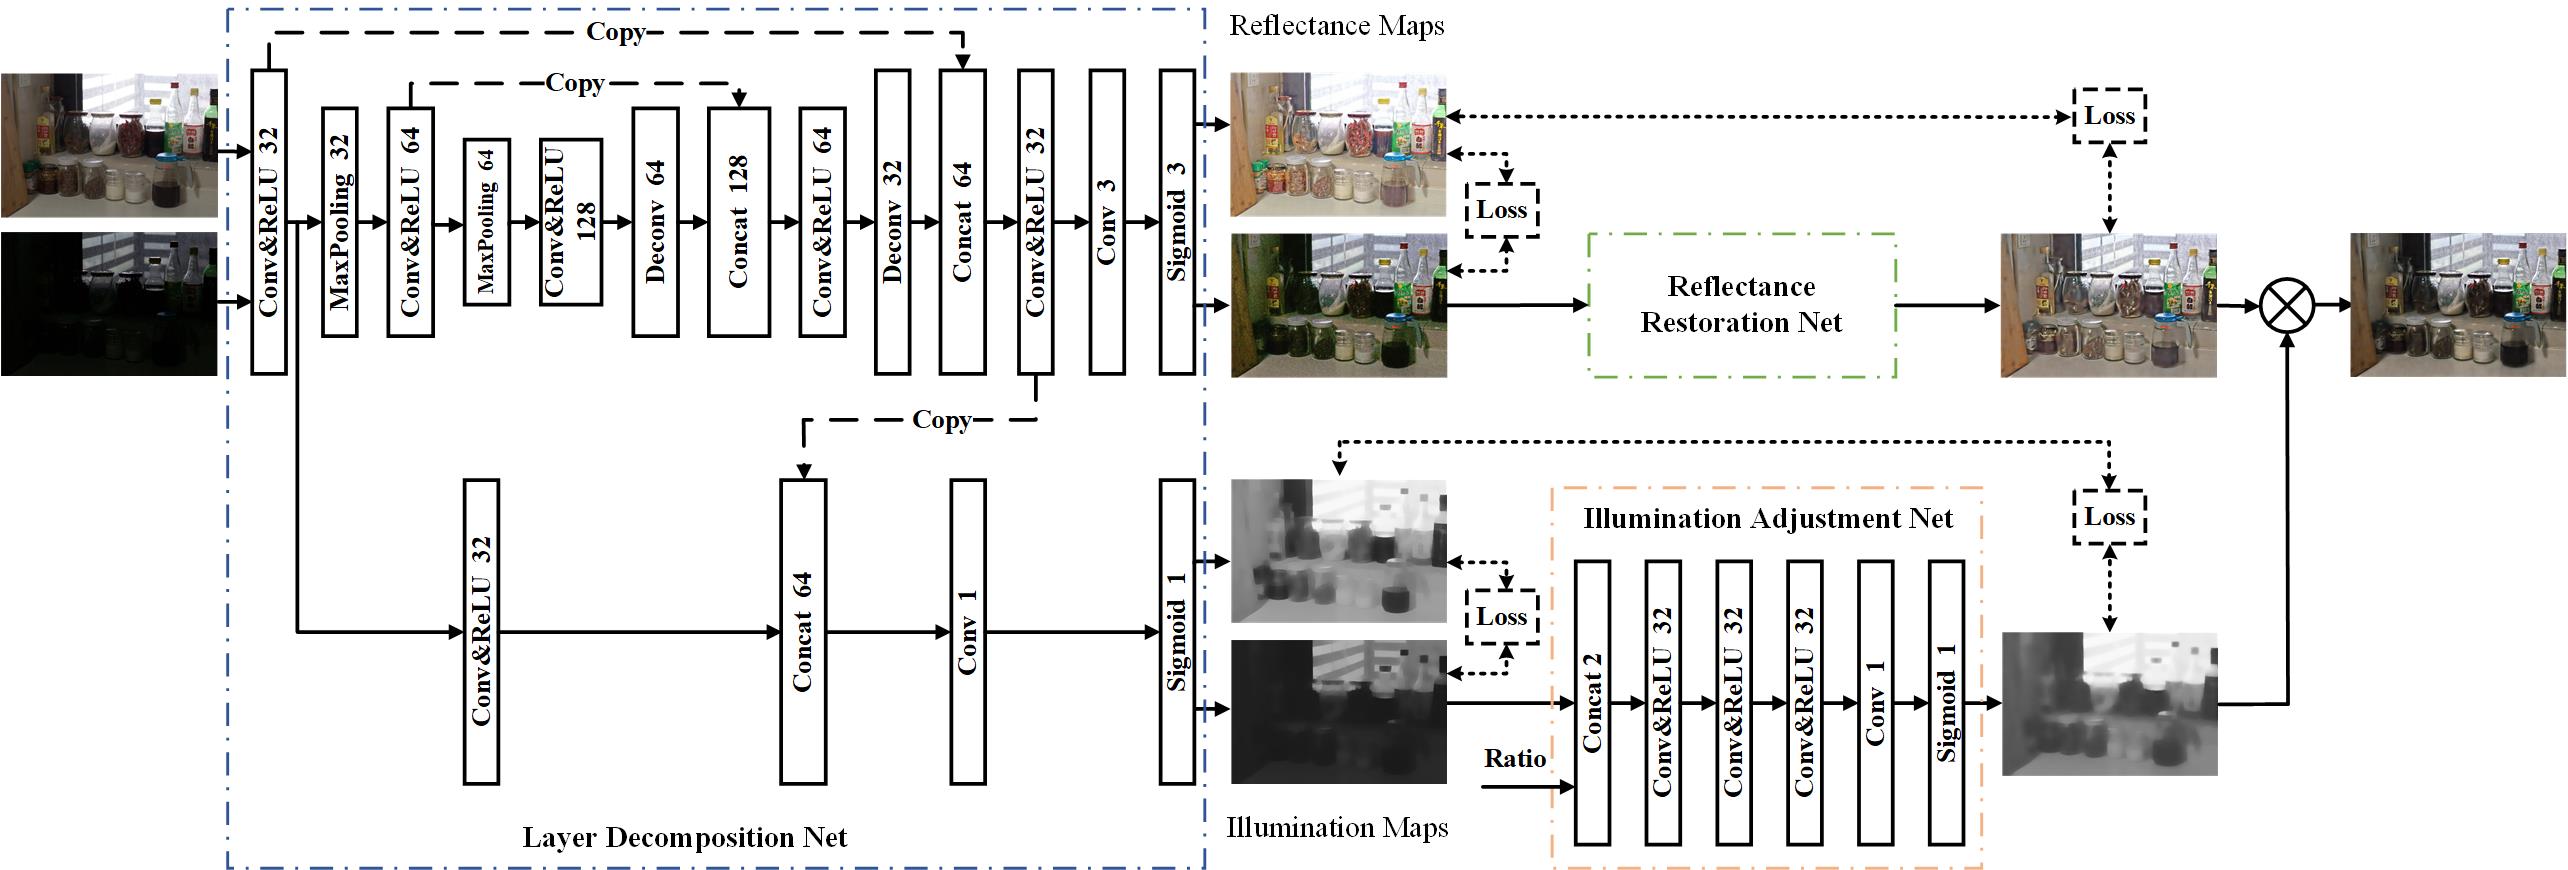 Reflectance Maps
Copy
Copy
Conv&ReLU 32
MaxPooling 32
Conv&ReLU 64
MaxPooling 64
Conv&ReLU
128
Deconv 64
Concat 128
Conv&ReLU 64
Deconv 32
Concat 64
Conv&ReLU 32
Conv 3
Sigmoid 3
Loss
Loss
Reflectance
Restoration Net
Copy
Conv&ReLU 32
Concat 64
Conv 1
Sigmoid 1
Loss
Illumination Adjustment Net
Loss
Concat 2
Conv&ReLU 32
Conv&ReLU 32
Conv&ReLU 32
Conv 1
Sigmoid 1
Ratio
Layer Decomposition Net
Illumination Maps